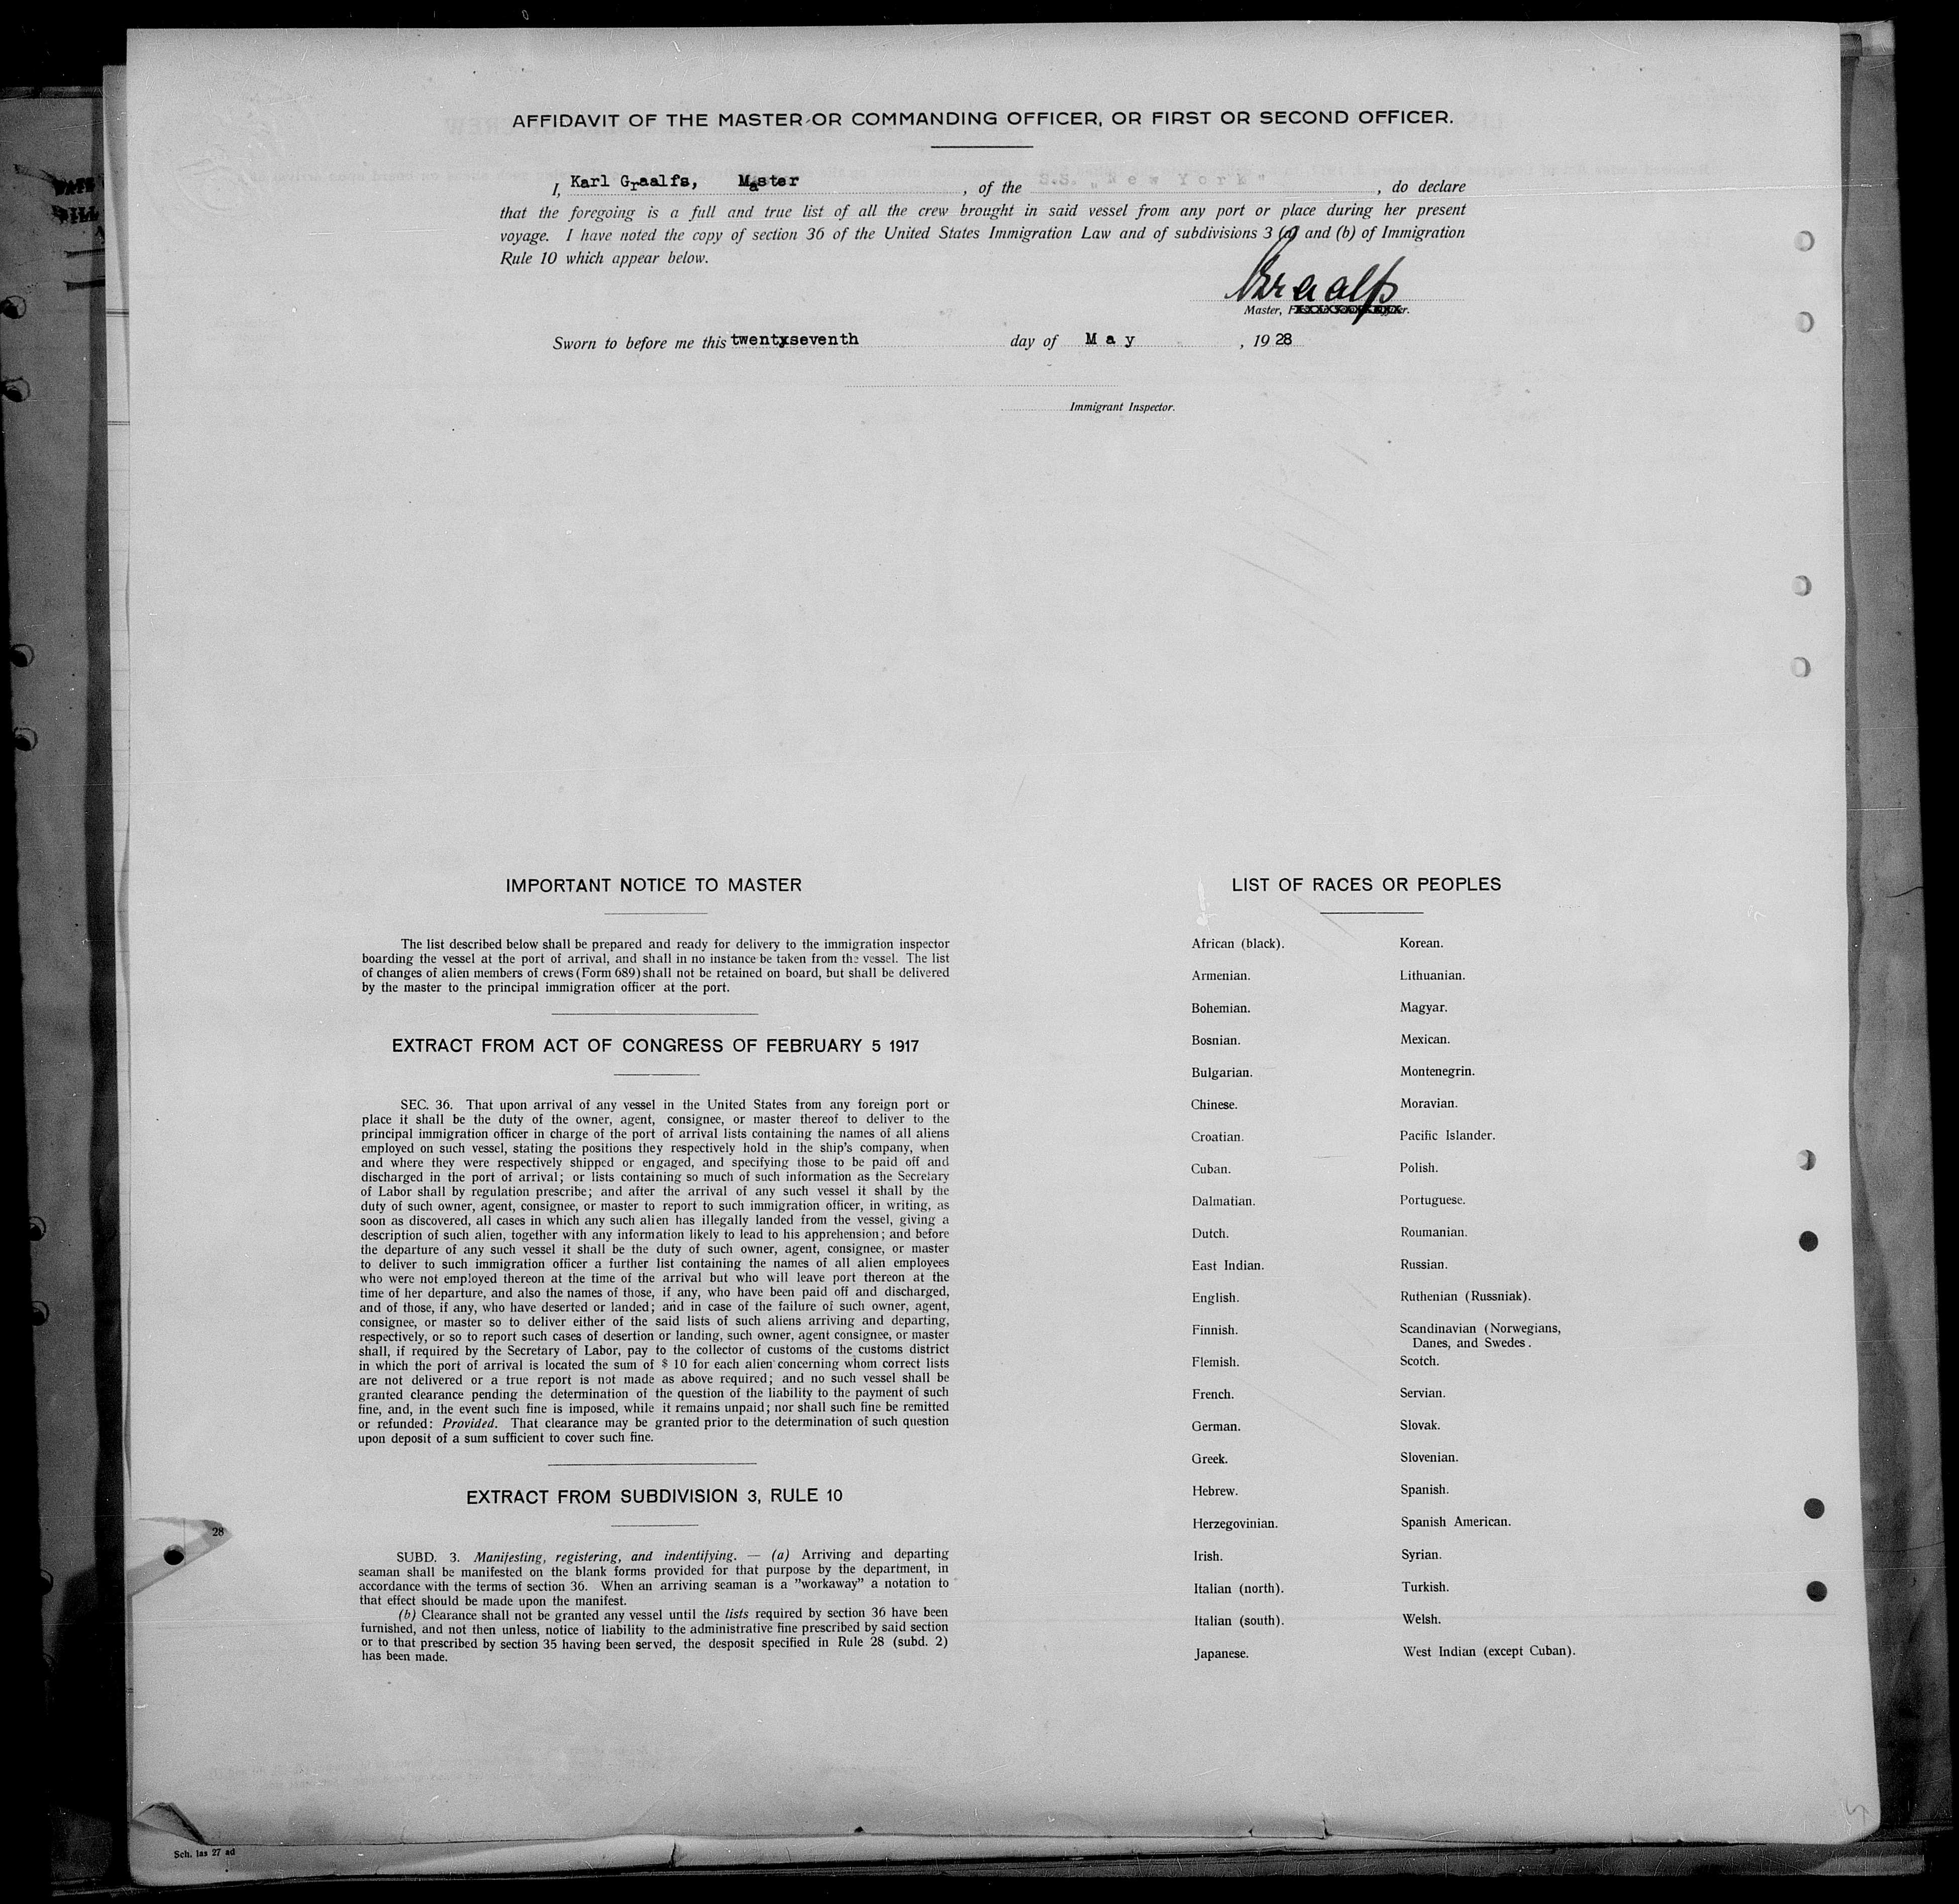 AFFIDAVIT OF THE MASTER OR COMMANDING OFFICER, OR FIRST OR SECOND OFFICER.
I, Karl Graalfs, Master , of the S.S. „New York" , do declare
that the foregoing is a full and true list of all the crew brought in said vessel from any port or place during her present
voyage. I have noted the copy of section 36 of the United States Immigration Law and of subdivisions 3 (a) and (b) of Immigration
Rule 10 which appear below.
Graalfs
Master,
Sworn to before me this twentyseventh day of May , 1928
Immigrant Inspector.
IMPORTANT NOTICE TO MASTER
The list described below shall be prepared and ready for delivery to the immigration inspector
boarding the vessel at the port of arrival, and shall in no instance be taken from the vessel. The list
of changes of alien members of crews (Form 689) shall not be retained on board, but shall be delivered
by the master to the principal immigration officer at the port.
EXTRACT FROM ACT OF CONGRESS OF FEBRUARY 5 1917
SEC. 36. That upon arrival of any vessel in the United States from any foreign port or
place it shall be the duty of the owner, agent, consignee, or master thereof to deliver to the
principal immigration officer in charge of the port of arrival lists containing the names of all aliens
employed on such vessel, stating the positions they respectively hold in the ship's company, when
and where they were respectively shipped or engaged, and specifying those to be paid off and
discharged in the port of arrival; or lists containing so much of such information as the Secretary
of Labor shall by regulation prescribe; and after the arrival of any such vessel it shall by the
duty of such owner, agent, consignee, or master to report to such immigration officer, in writing, as
soon as discovered, all cases in which any such alien has illegally landed from the vessel, giving a
description of such alien, together with any information likely to lead to his apprehension; and before
the departure of any such vessel it shall be the duty of such owner, agent, consignee, or master
to deliver to such immigration officer a further list containing the names of all alien employees
who were not employed thereon at the time of the arrival but who will leave port thereon at the
time of her departure, and also the names of those, if any, who have been paid off and discharged,
and of those, if any, who have deserted or landed; and in case of the failure of such owner, agent,
consignee, or master so to deliver either of the said lists of such aliens arriving and departing,
respectively, or so to report such cases of desertion or landing, such owner, agent consignee, or master
shall, if required by the Secretary of Labor, pay to the collector of customs of the customs district
in which the port of arrival is located the sum of $ 10 for each alien concerning whom correct lists
are not delivered or a true report is not made as above required; and no such vessel shall be
granted clearance pending the determination of the question of the liability to the payment of such
fine, and, in the event such fine is imposed, while it remains unpaid; nor shall such fine be remitted
or refunded: Provided. That clearance may be granted prior to the determination of such question
upon deposit of a sum sufficient to cover such fine.
EXTRACT FROM SUBDIVISION 3, RULE 10
SUBD. 3. Manifesting, registering, and indentifying. — (a) Arriving and departing
seaman shall be manifested on the blank forms provided for that purpose by the department, in
accordance with the terms of section 36. When an arriving seaman is a "workaway" a notation to
that effect should be made upon the manifest.
(b) Clearance shall not be granted any vessel until the lists required by section 36 have been
furnished, and not then unless, notice of liability to the administrative fine prescribed by said section
or to that prescribed by section 35 having been served, the desposit specified in Rule 28 (subd. 2)
has been made.
LIST OF RACES OR PEOPLES
African (black).
Armenian.
Bohemian.
Bosnian.
Bulgarian.
Chinese.
Croatian.
Cuban.
Dalmatian.
Dutch.
East Indian.
English.
Finnish.
Flemish.
French.
German.
Greek.
Hebrew.
Herzegovinian.
Irish.
Italian (north).
Italian (south).
Japanese.
Korean.
Lithuanian.
Magyar.
Mexican.
Montenegrin.
Moravian.
Pacific Islander.
Polish.
Portuguese.
Roumanian.
Russian.
Ruthenian (Russniak).
Scandinavian (Norwegians,
Danes, and Swedes.
Scotch.
Servian.
Slovak.
Slovenian.
Spanish.
Spanish American.
Syrian.
Turkish.
Welsh.
West Indian (except Cuban).
28
Sch. las 27 ad